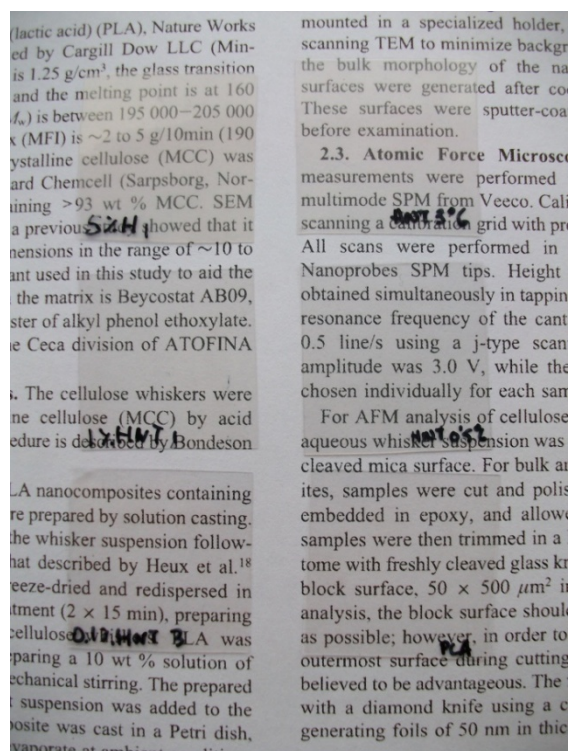 (lactic acid) (PLA), Nature Works
ed by Cargill Dow LLC (Min-
is 1.25 g/cm³, the glass transition
and the melting point is at 160
) is between 195 000−205 000
(MFI) is ~2 to 5 g/10min (190
ystalline cellulose (MCC) was
ard Chemcell (Sarpsborg, Nor-
ining >93 wt % MCC. SEM
a previous showed that it
nensions in the range of ~10 to
ant used in this study to aid the
the matrix is Beycostat AB09,
ster of alkyl phenol ethoxylate.
e Ceca division of ATOFINA
s. The cellulose whiskers were
ne cellulose (MCC) by acid
edure is described by Bondeson
1% HNT
LA nanocomposites containing
re prepared by solution casting.
the whisker suspension follow-
hat described by Heux et al.¹⁸
reeze-dried and redispersed in
tment (2 × 15 min), preparing
cellulose PLA was
paring a 10 wt % solution of
echanical stirring. The prepared
suspension was added to the
posite was cast in a Petri dish,
mounted in a specialized holder,
scanning TEM to minimize backgr
the bulk morphology of the na
surfaces were generated after coo
These surfaces were sputter-coa
before examination.
2.3. Atomic Force Microsco
measurements were performed
multimode SPM from Veeco. Cali
scanning a calibration grid with pr
All scans were performed in
Nanoprobes SPM tips. Height
obtained simultaneously in tappin
resonance frequency of the cant
0.5 line/s using a j-type scan
amplitude was 3.0 V, while the
chosen individually for each sam
For AFM analysis of cellulose
aqueous whisker suspension was
cleaved mica surface. For bulk an
ites, samples were cut and polis
embedded in epoxy, and allowe
samples were then trimmed in a
tome with freshly cleaved glass kn
block surface, 50 × 500 μm² in
analysis, the block surface shoul
as possible; however, in order to
PLA
outermost surface during cutting
believed to be advantageous. The
with a diamond knife using a c
generating foils of 50 nm in thic